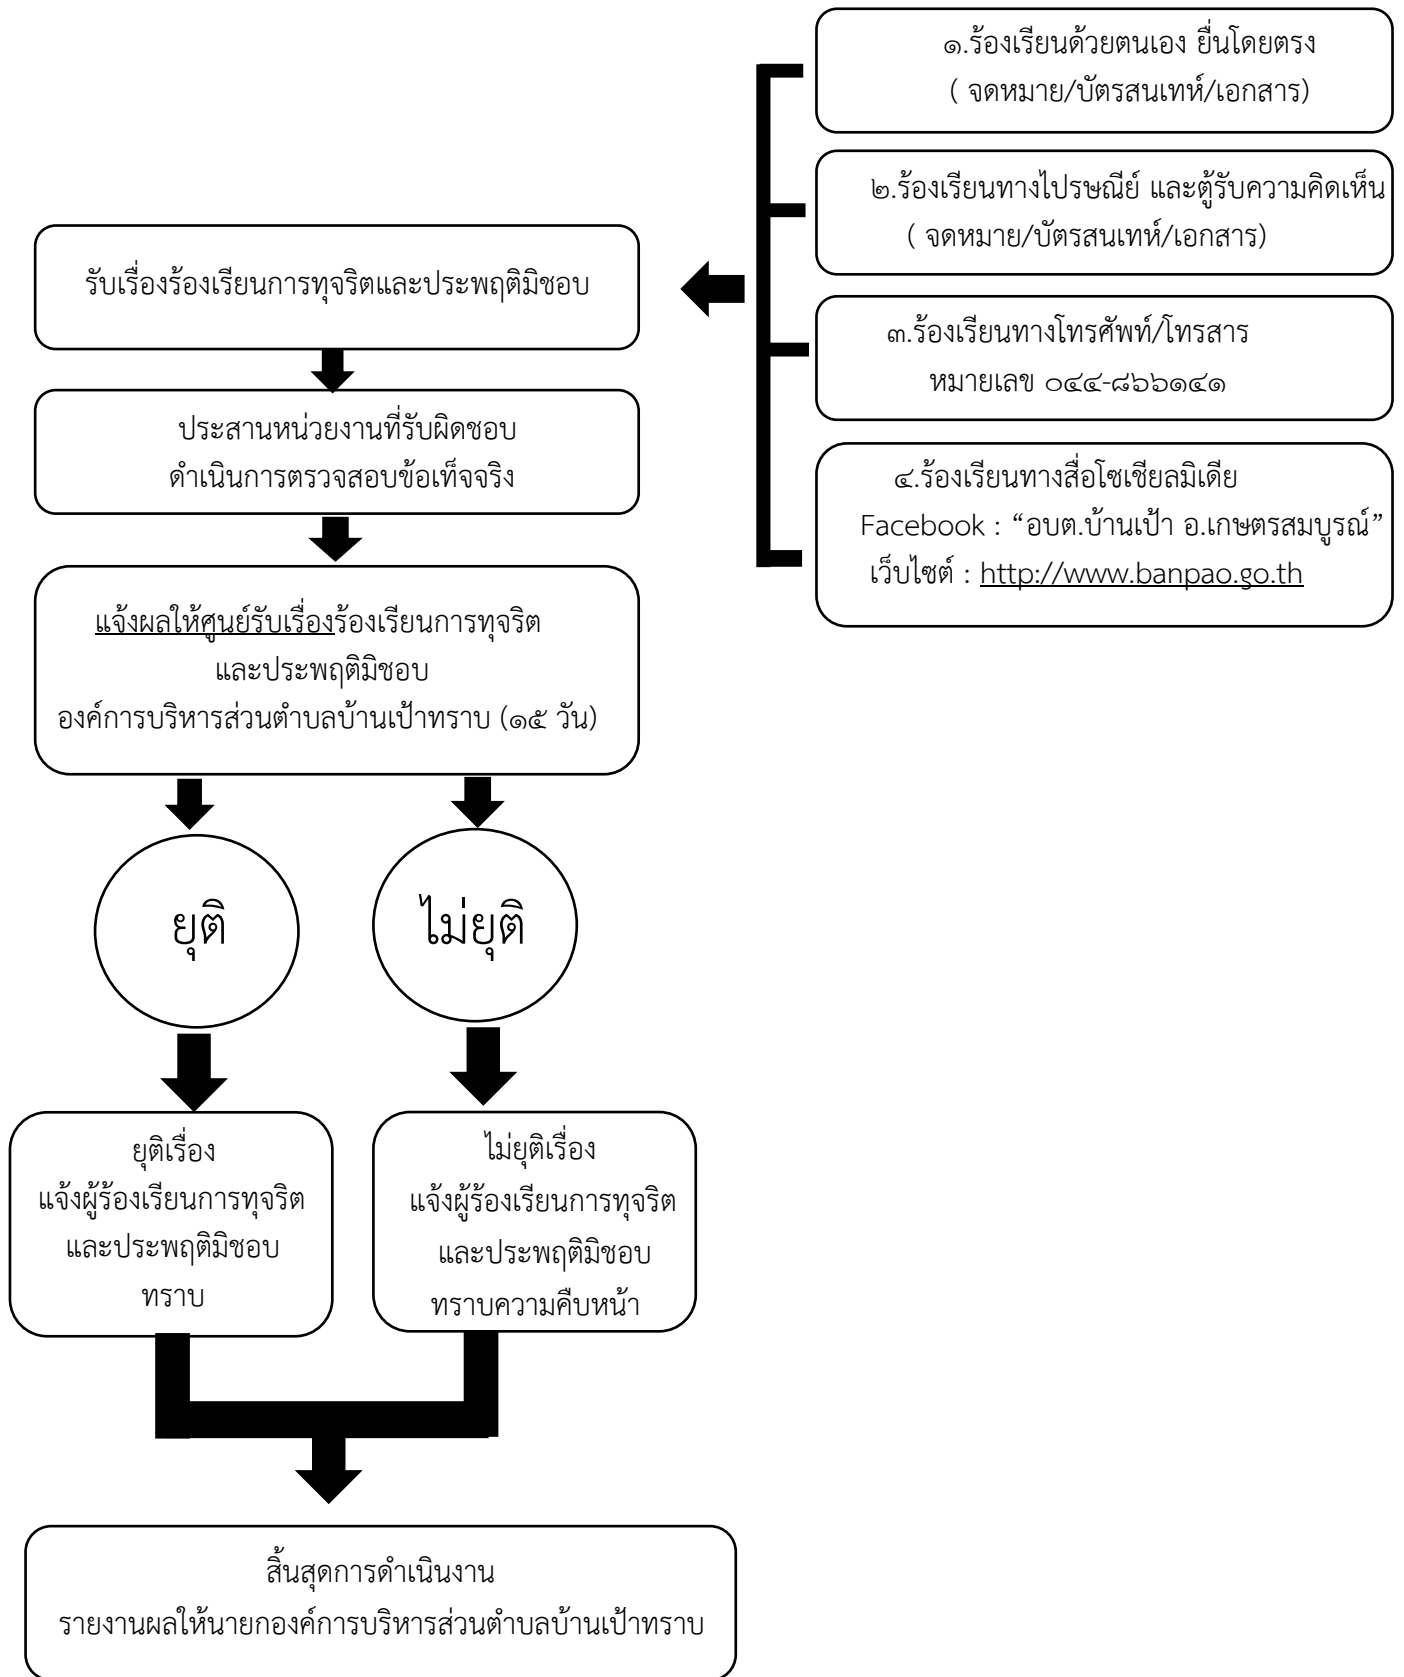 ๑.ร้องเรียนด้วยตนเอง ยื่นโดยตรง
( จดหมาย/บัตรสนเทห์/เอกสาร)
๒.ร้องเรียนทางไปรษณีย์ และตู้รับความคิดเห็น
( จดหมาย/บัตรสนเทห์/เอกสาร)
๓.ร้องเรียนทางโทรศัพท์/โทรสาร
หมายเลข ๐๔๔-๘๖๖๑๔๑
๔.ร้องเรียนทางสื่อโซเชียลมิเดีย
Facebook : “อบต.บ้านเป้า อ.เกษตรสมบูรณ์”
เว็บไซต์ : http://www.banpao.go.th
รับเรื่องร้องเรียนการทุจริตและประพฤติมิชอบ
ประสานหน่วยงานที่รับผิดชอบ
ดำเนินการตรวจสอบข้อเท็จจริง
แจ้งผลให้ศูนย์รับเรื่องร้องเรียนการทุจริต
และประพฤติมิชอบ
องค์การบริหารส่วนตำบลบ้านเป้าทราบ (๑๕ วัน)
ยุติ
ไม่ยุติ
ยุติเรื่อง
แจ้งผู้ร้องเรียนการทุจริต
และประพฤติมิชอบ
ทราบ
ไม่ยุติเรื่อง
แจ้งผู้ร้องเรียนการทุจริต
และประพฤติมิชอบ
ทราบความคืบหน้า
สิ้นสุดการดำเนินงาน
รายงานผลให้นายกองค์การบริหารส่วนตำบลบ้านเป้าทราบ